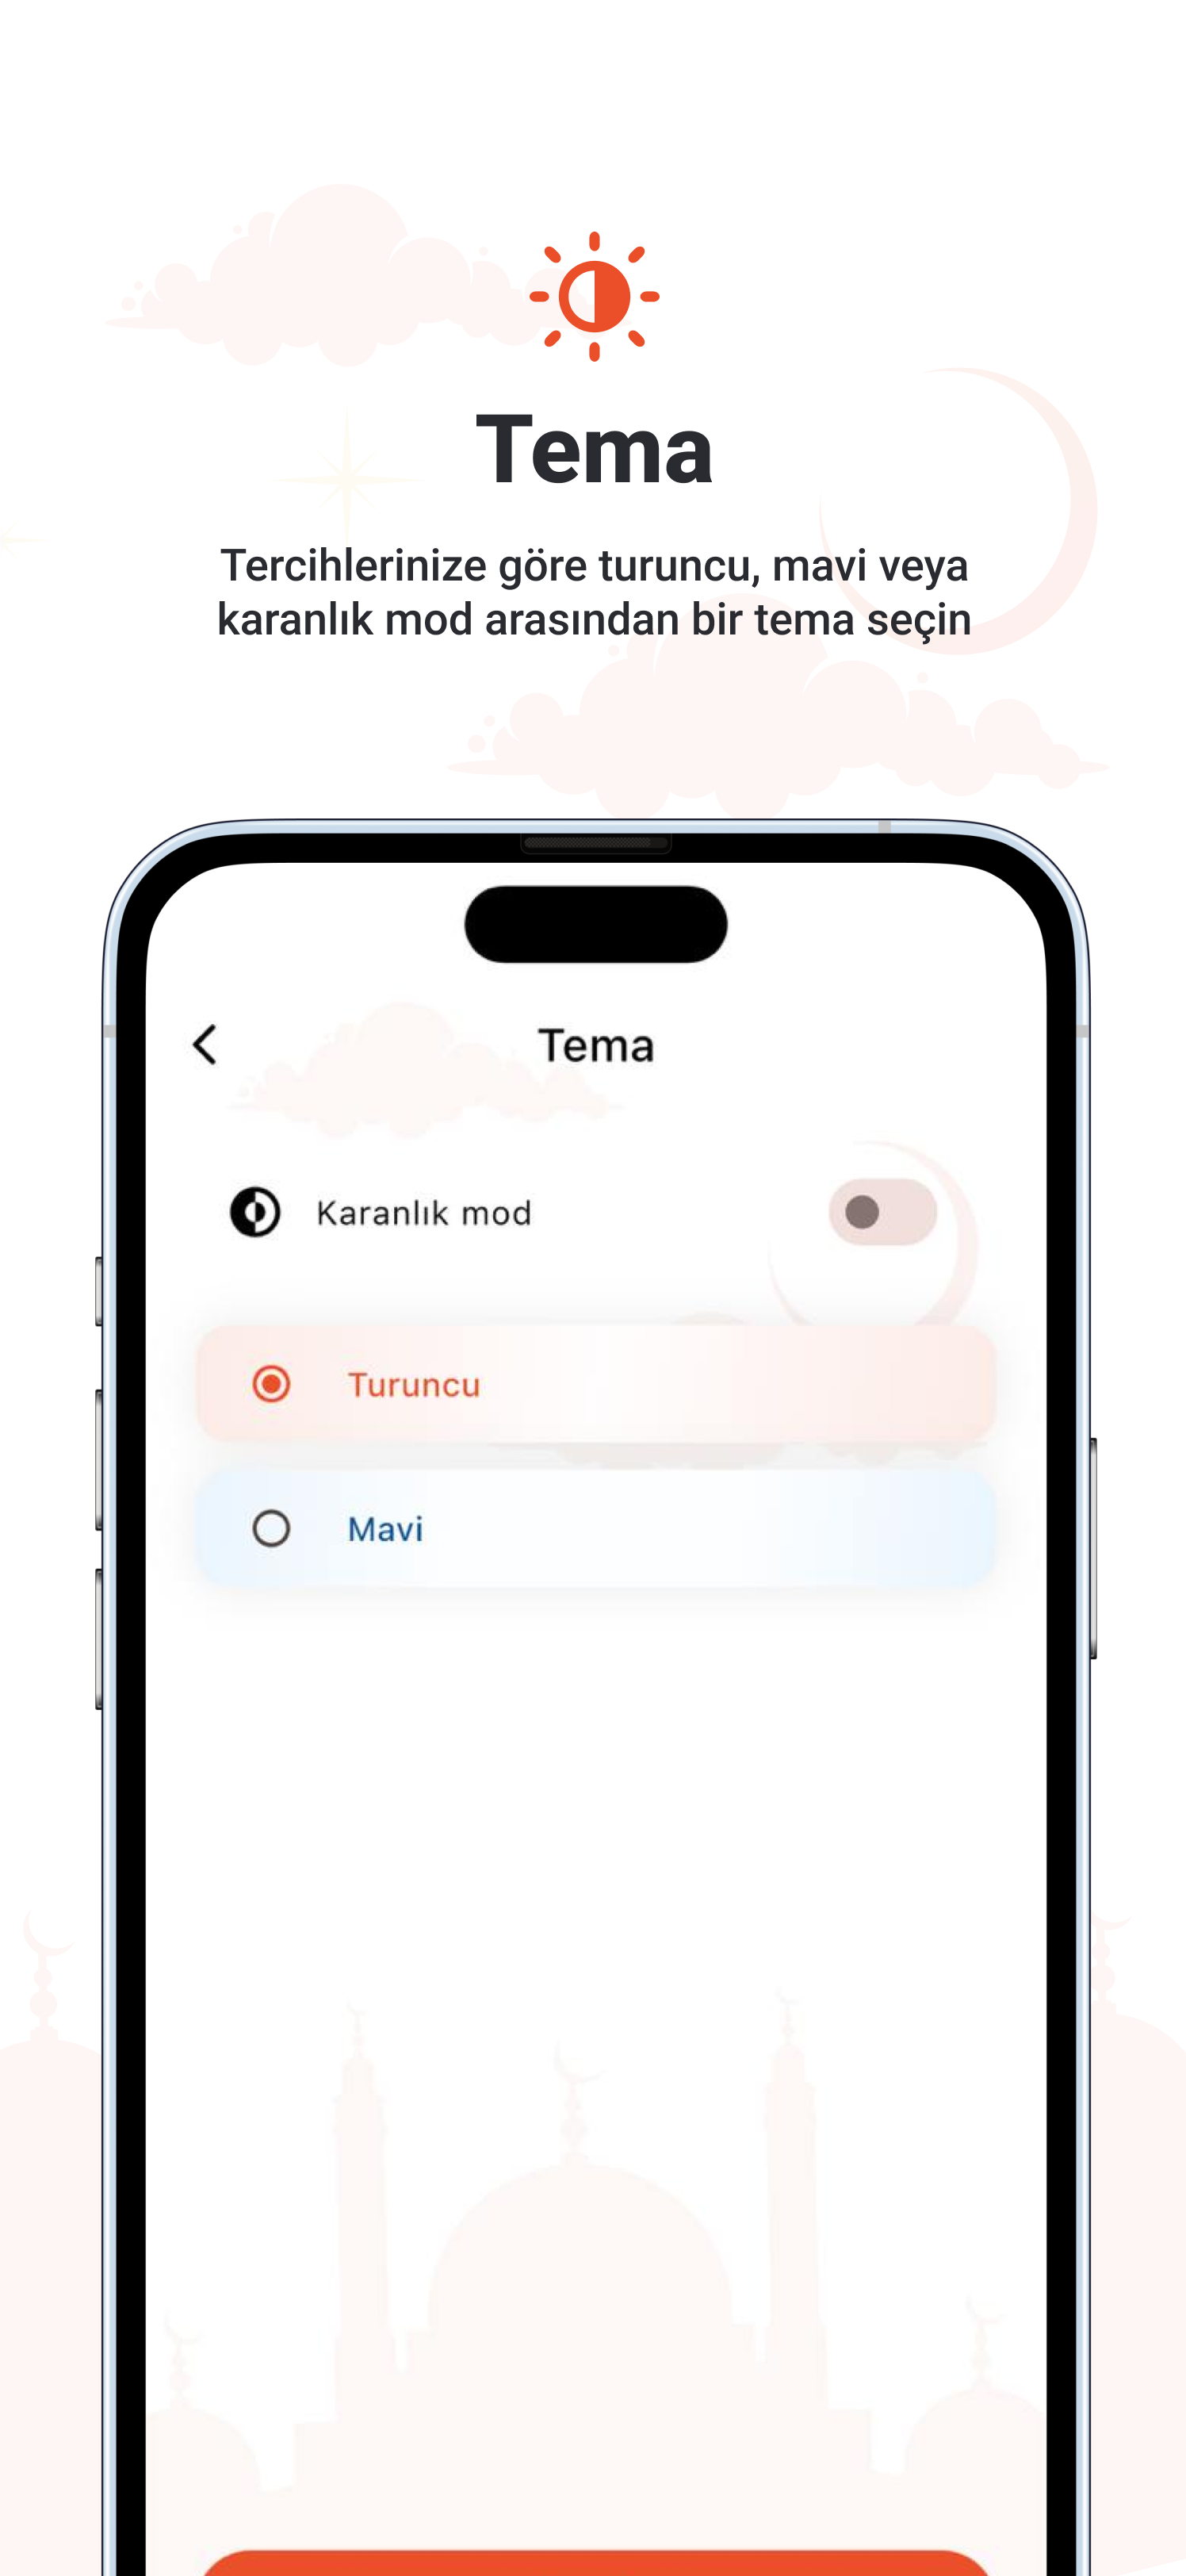 Tema
Tercihlerinize göre turuncu, mavi veya
karanlık mod arasından bir tema seçin
Tema
Karanlık mod
Turuncu
Mavi